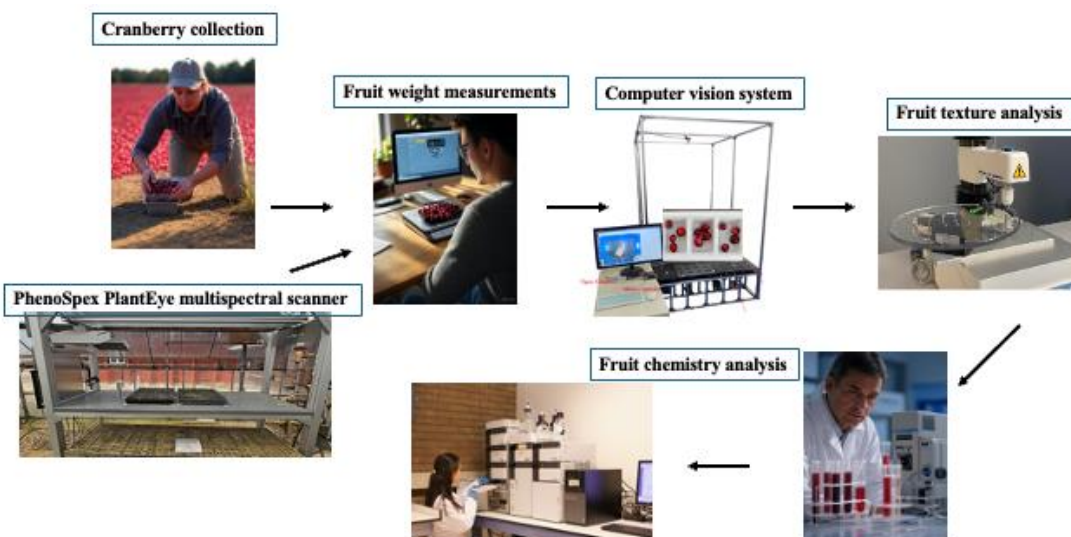 Cranberry collection
Fruit weight measurements
Computer vision system
Fruit texture analysis
PhenoSpex PlantEye multispectral scanner
Fruit chemistry analysis